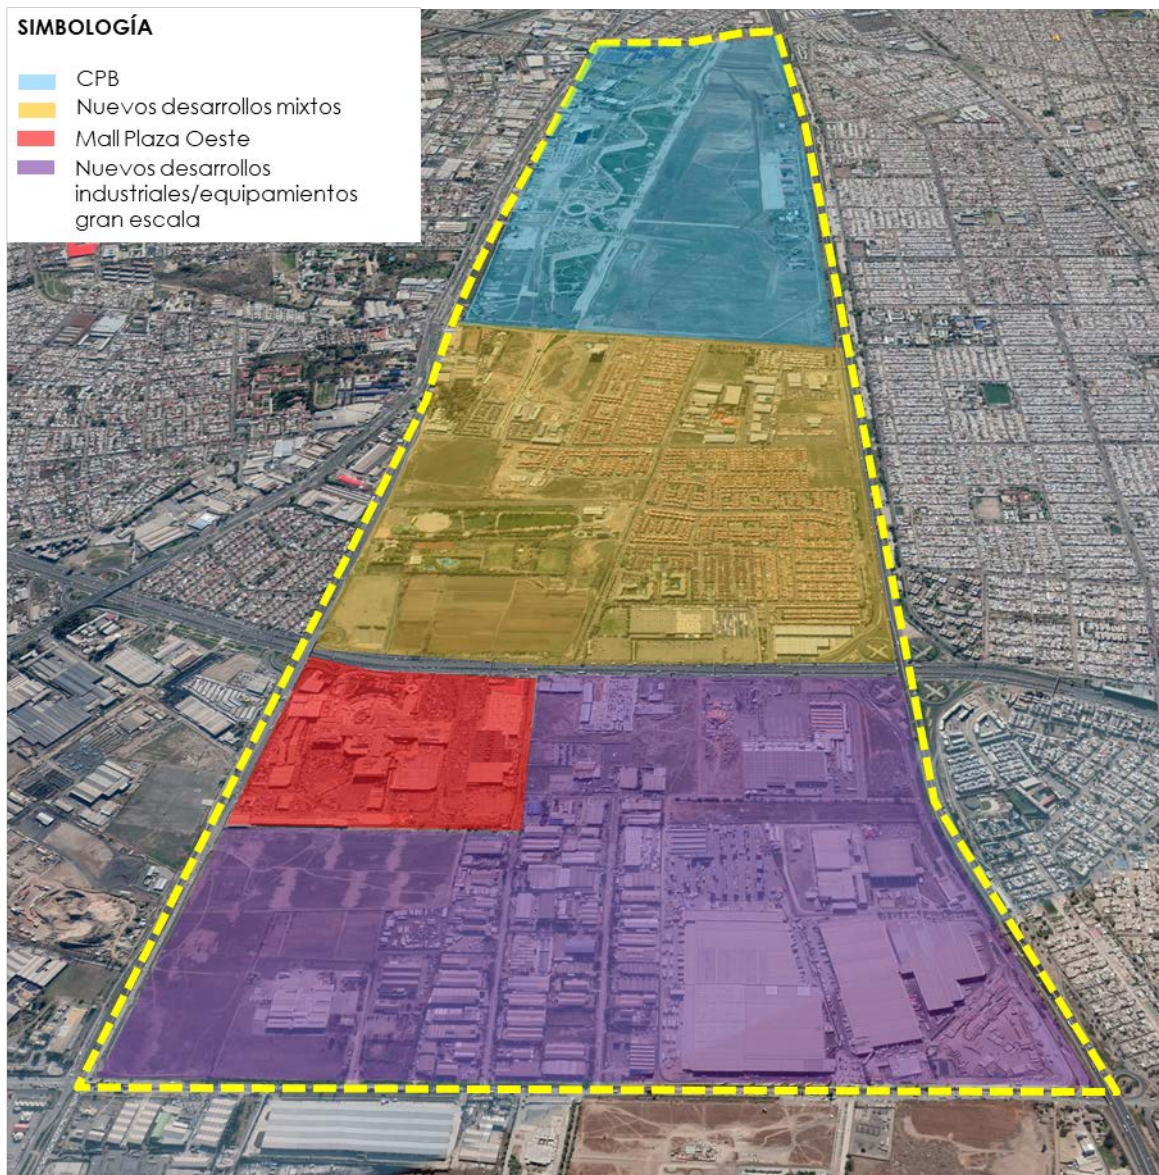 SIMBOLOGÍA
CPB
Nuevos desarrollos mixtos
Mall Plaza Oeste
Nuevos desarrollos
industriales/equipamientos
gran escala